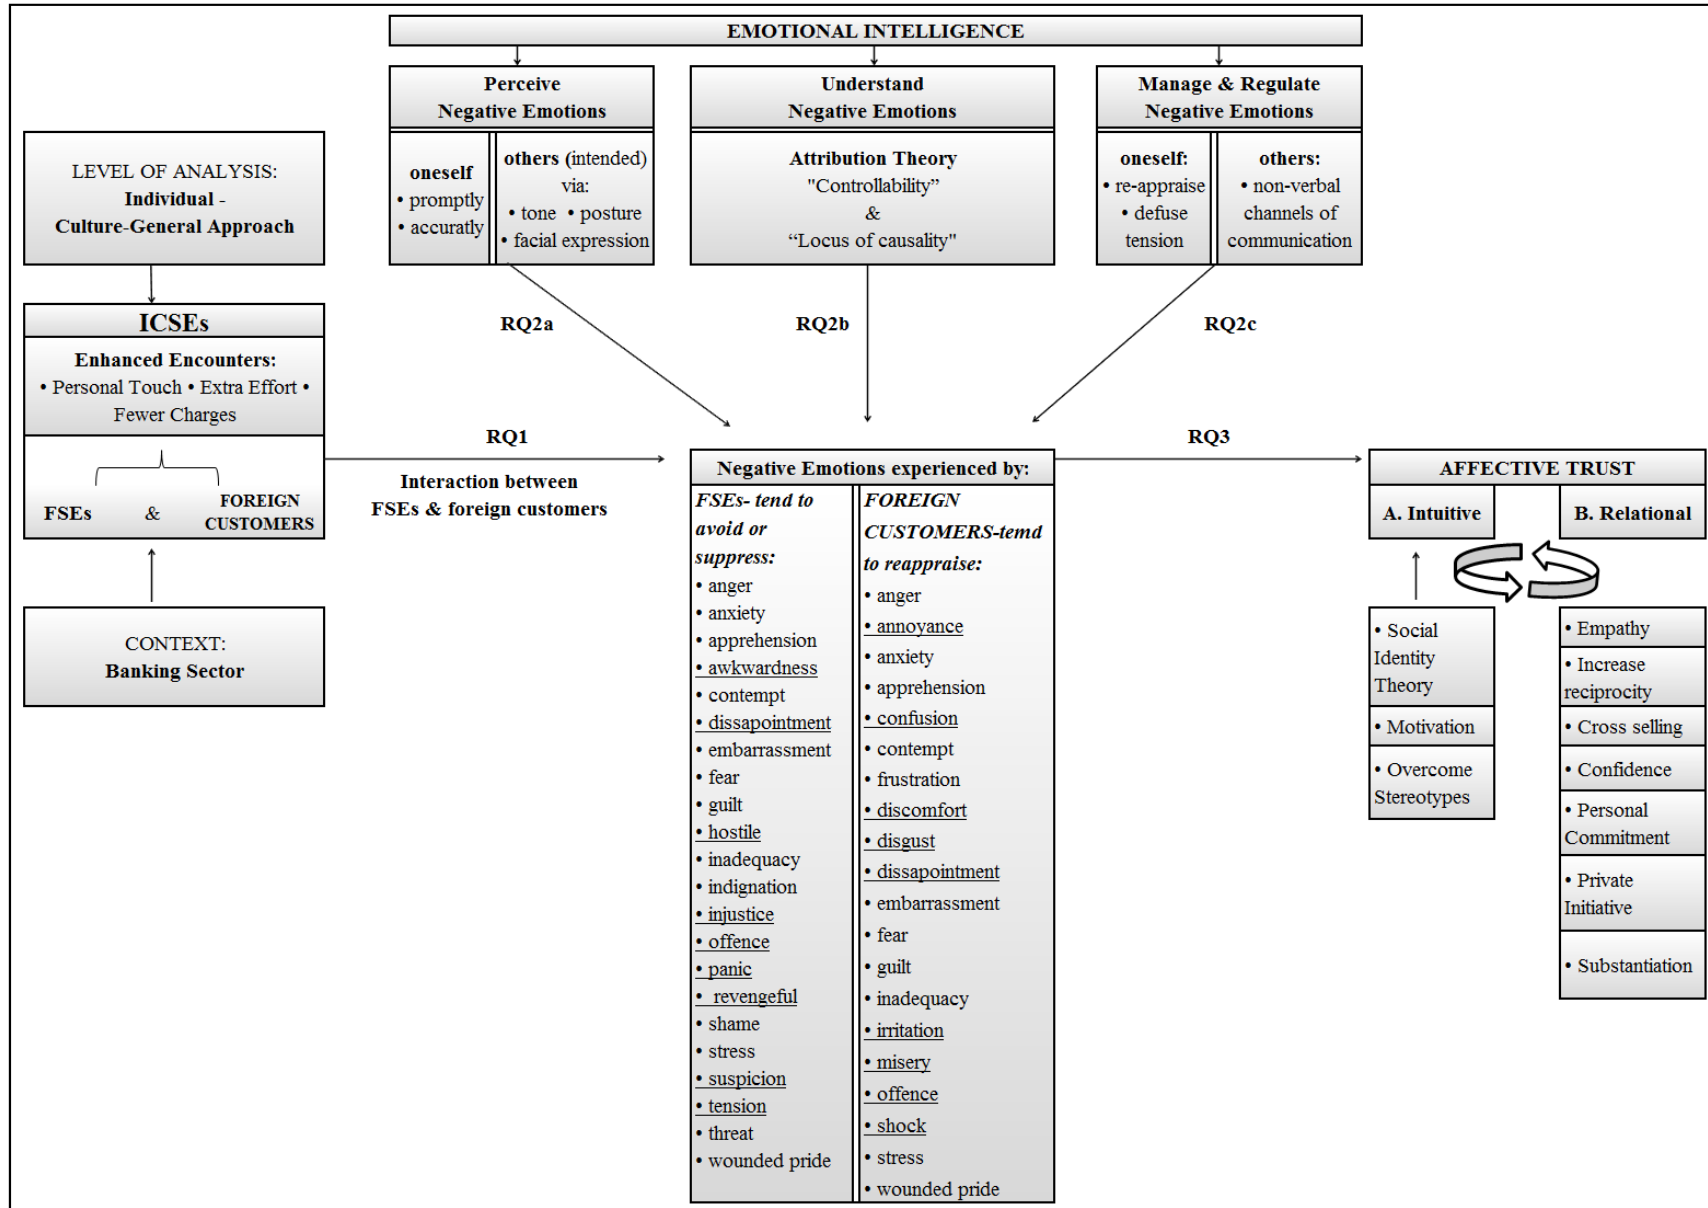 EMOTIONAL INTELLIGENCE
Perceive
Negative Emotions
oneself
• promptly
• accuratly
others (intended)
via:
• tone • posture
• facial expression
Understand
Negative Emotions
Attribution Theory
"Controllability”
&
“Locus of causality"
Manage & Regulate
Negative Emotions
oneself:
• re-appraise
• defuse
tension
others:
• non-verbal
channels of
communication
LEVEL OF ANALYSIS:
Individual -
Culture-General Approach
ICSEs
Enhanced Encounters:
• Personal Touch • Extra Effort •
Fewer Charges
FSEs
&
FOREIGN
CUSTOMERS
CONTEXT:
Banking Sector
RQ2a
RQ2b
RQ2c
RQ1
Interaction between
FSEs & foreign customers
RQ3
Negative Emotions experienced by:
FSEs- tend to
avoid or
suppress:
• anger
• anxiety
• apprehension
• awkwardness
• contempt
• dissapointment
• embarrassment
• fear
• guilt
• hostile
• inadequacy
• indignation
• injustice
• offence
• panic
• revengeful
• shame
• stress
• suspicion
• tension
• threat
• wounded pride
FOREIGN
CUSTOMERS-temd
to reappraise:
• anger
• annoyance
• anxiety
• apprehension
• confusion
• contempt
• frustration
• discomfort
• disgust
• dissapointment
• embarrassment
• fear
• guilt
• inadequacy
• irritation
• misery
• offence
• shock
• stress
• wounded pride
AFFECTIVE TRUST
A. Intuitive
B. Relational
• Social
Identity
Theory
• Motivation
• Overcome
Stereotypes
• Empathy
• Increase
reciprocity
• Cross selling
• Confidence
• Personal
Commitment
• Private
Initiative
• Substantiation